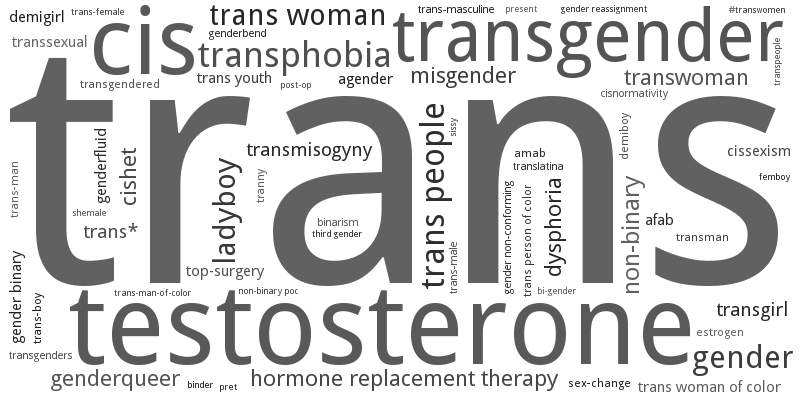 demigirl
trans-female
cis
trans woman
trans-masculine
present
gender reassignment
#transwomen
transssexual
genderbend
transgender
transpeople
transphobia
transgendered
trans youth
post-op
agender
misgender
transwoman
cisnormativity
trans
genderfluid
cishet
transmisogyny
trans people
sissy
amab
translatina
demiboy
cissexism
femboy
trans-man
shemale
trans*
ladyboy
tranny
binarism
third gender
gender non-conforming
trans person of color
dysphoria
non-binary
afab
transman
top-surgery
trans-male
gender binary
trans-boy
trans-man-of-color
non-binary poc
bi-gender
testosterone
transgirl
estrogen
transgenders
gender
genderqueer
binder
pret
hormone replacement therapy
sex-change
trans woman of color